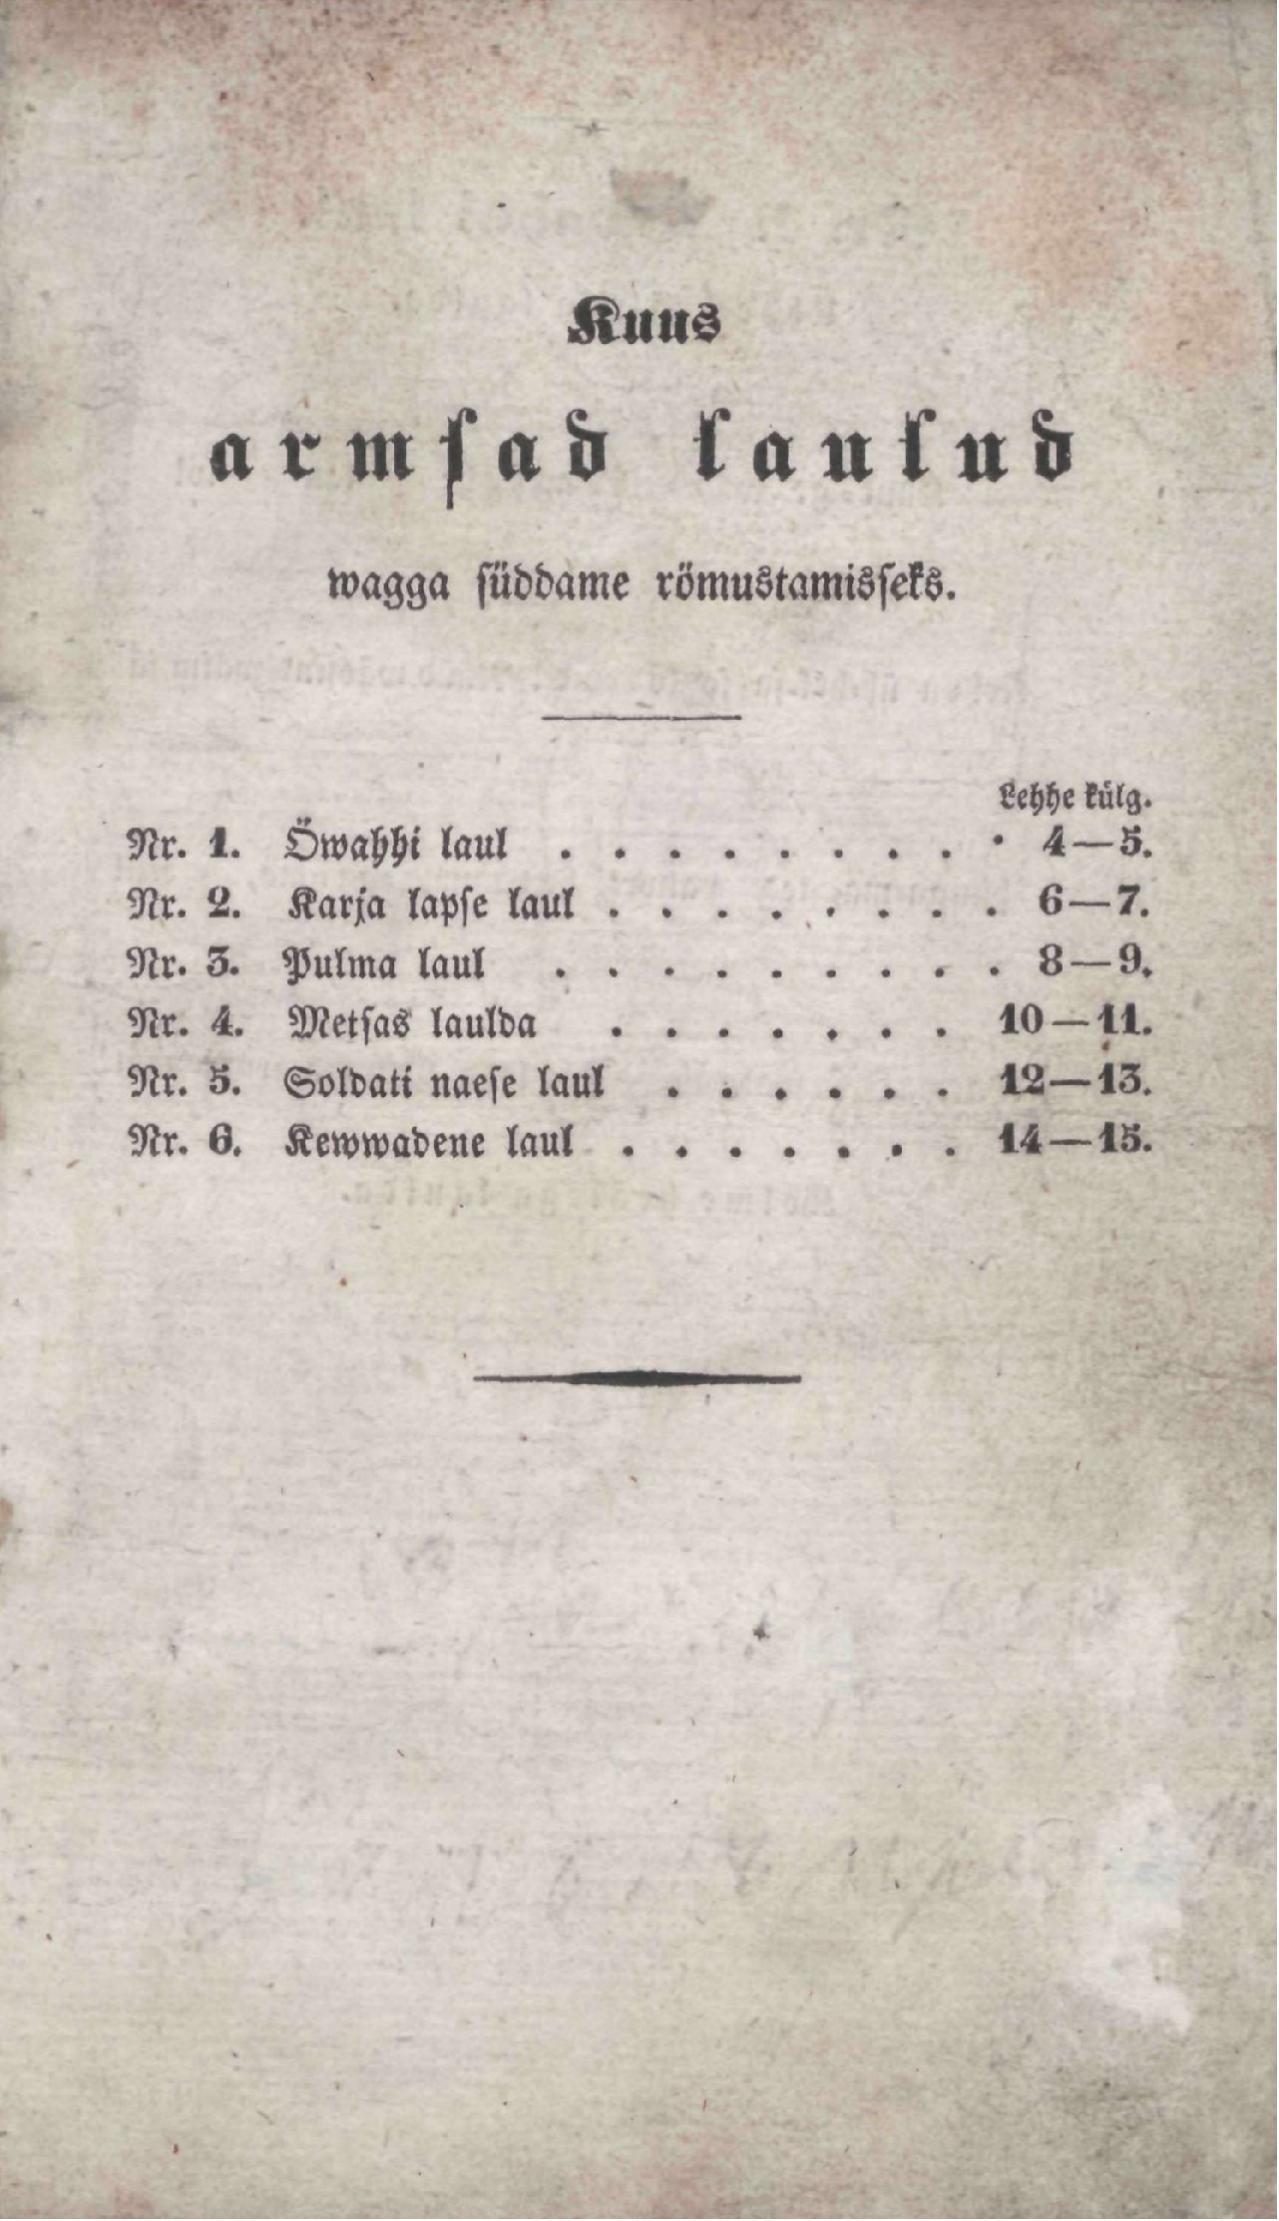 Kuus
armsad laulud
wagga süddame römustamisseks.
Lehhe külg.
Nr. 1. Öwahhi laul . . . . . . . . . 4—5.
Nr. 2. Karja lapse laul . . . . . . . . 6—7.
Nr. 3. Pulma laul . . . . . . . . . 8—9.
Nr. 4. Metsas laulda . . . . . . . 10—11.
Nr. 5. Soldati naese laul . . . . . . 12—13.
Nr. 6. Kewwadene laul . . . . . . . 14—15.